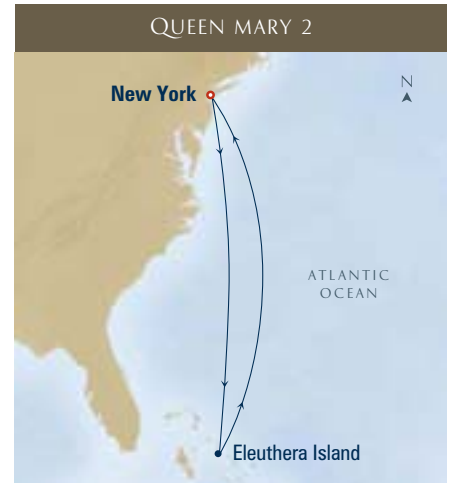 QUEEN MARY 2
New York
N
ATLANTIC
OCEAN
Eleuthera Island